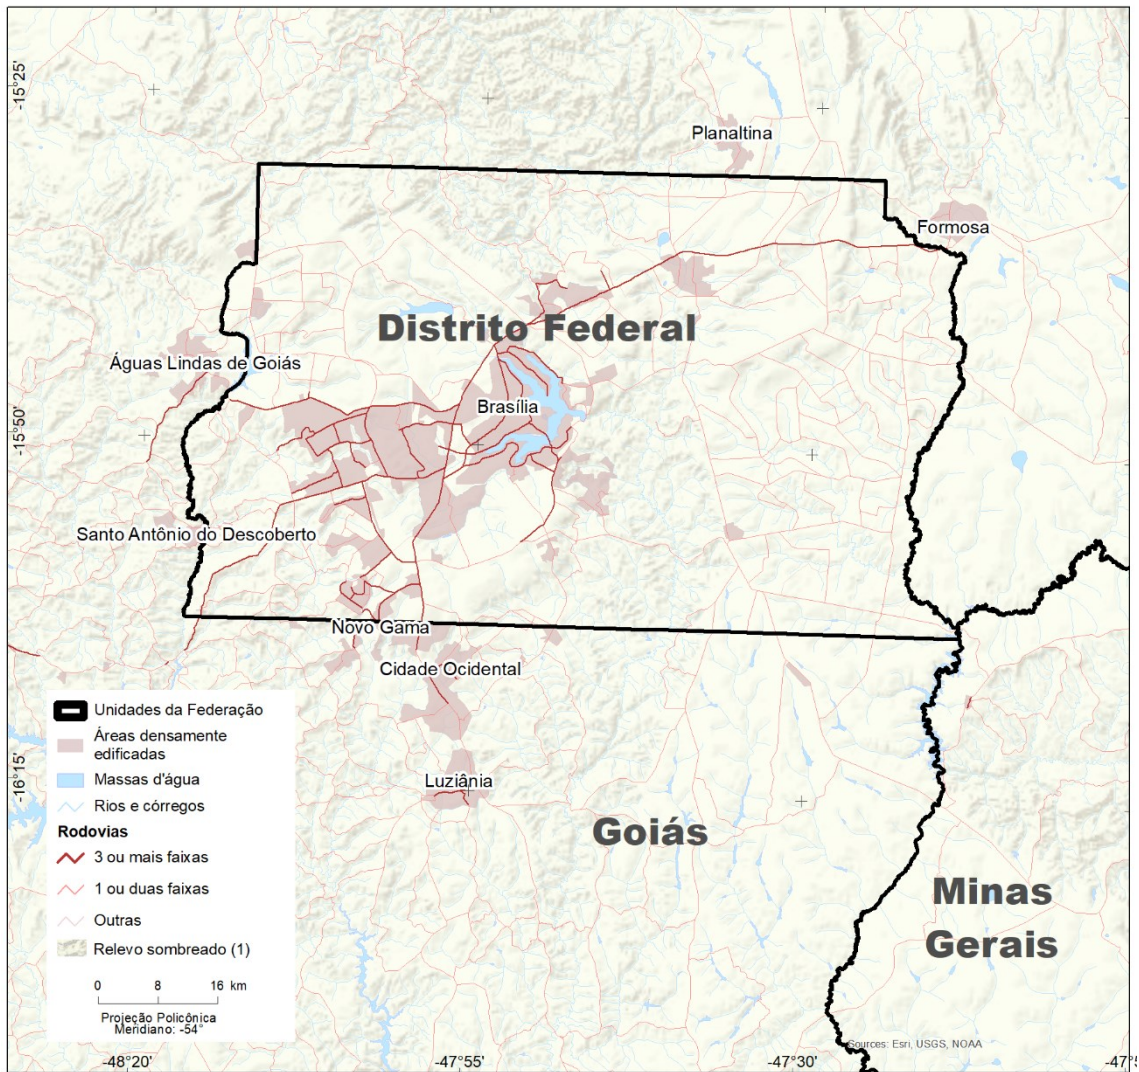 -15°25'
Planaltina
Formosa
Distrito Federal
Águas Lindas de Goiás
Brasília
-15°50'
Santo Antônio do Descoberto
Novo Gama
Cidade Ocidental
Luziânia
-16°15'
Goiás
Minas
Gerais
Unidades da Federação
Áreas densamente
edificadas
Massas d'água
Rios e córregos
Rodovias
3 ou mais faixas
1 ou duas faixas
Outras
Relevo sombreado (1)
0 8 16 km
Projeção Policônica
Meridiano: -54°
Sources: Esri, USGS, NOAA
-48°20'
-47°55'
-47°30'